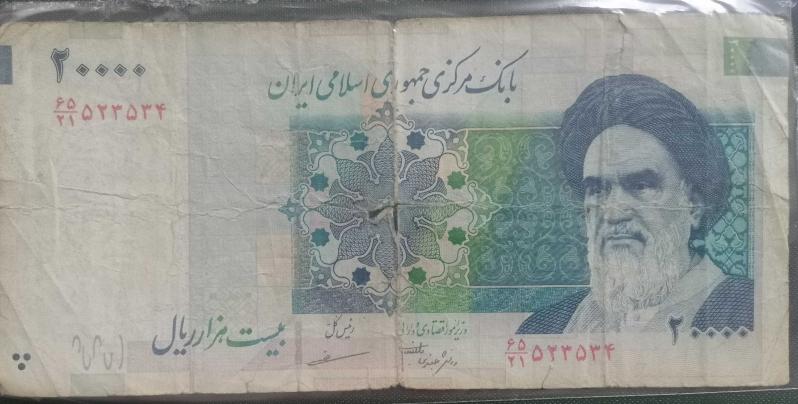 ۲۰۰۰۰
بانک مرکزی جمهوری اسلامی ایران
۶۵/۲۱ ۵۲۳۵۳۴
بیست هزار ریال
رئیس کل
وزیر امور اقتصادی و دارائی
۲۰۰۰۰
۶۵/۲۱ ۵۲۳۵۳۴